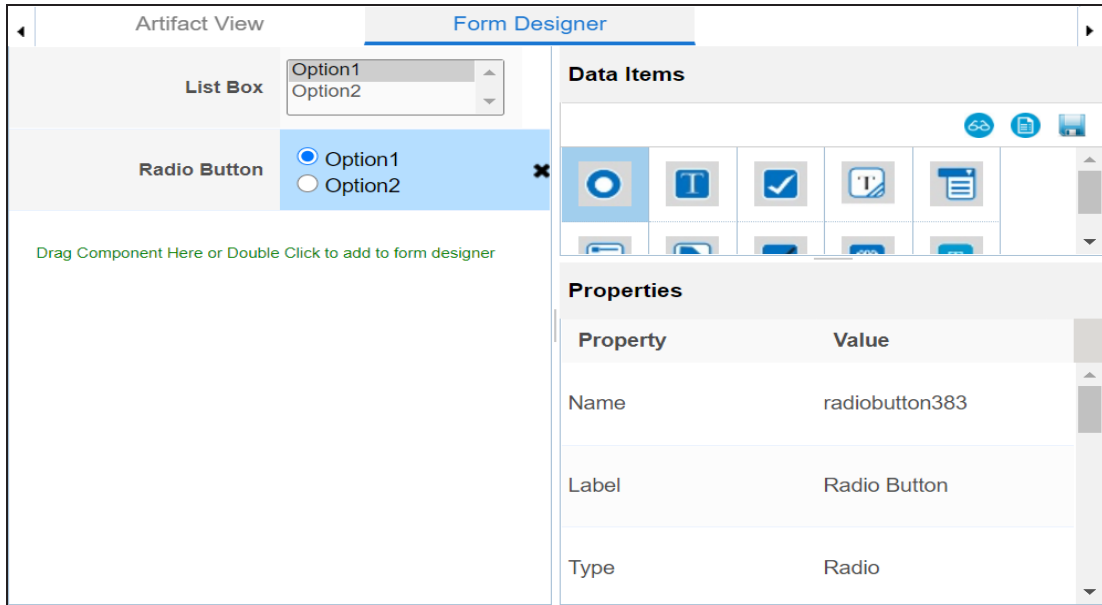 Artifact View
Form Designer
List Box
Option1
Option2
Radio Button
Option1
Option2
Drag Component Here or Double Click to add to form designer
Data Items
T
T
Properties
Property Value
Name radiobutton383
Label Radio Button
Type Radio